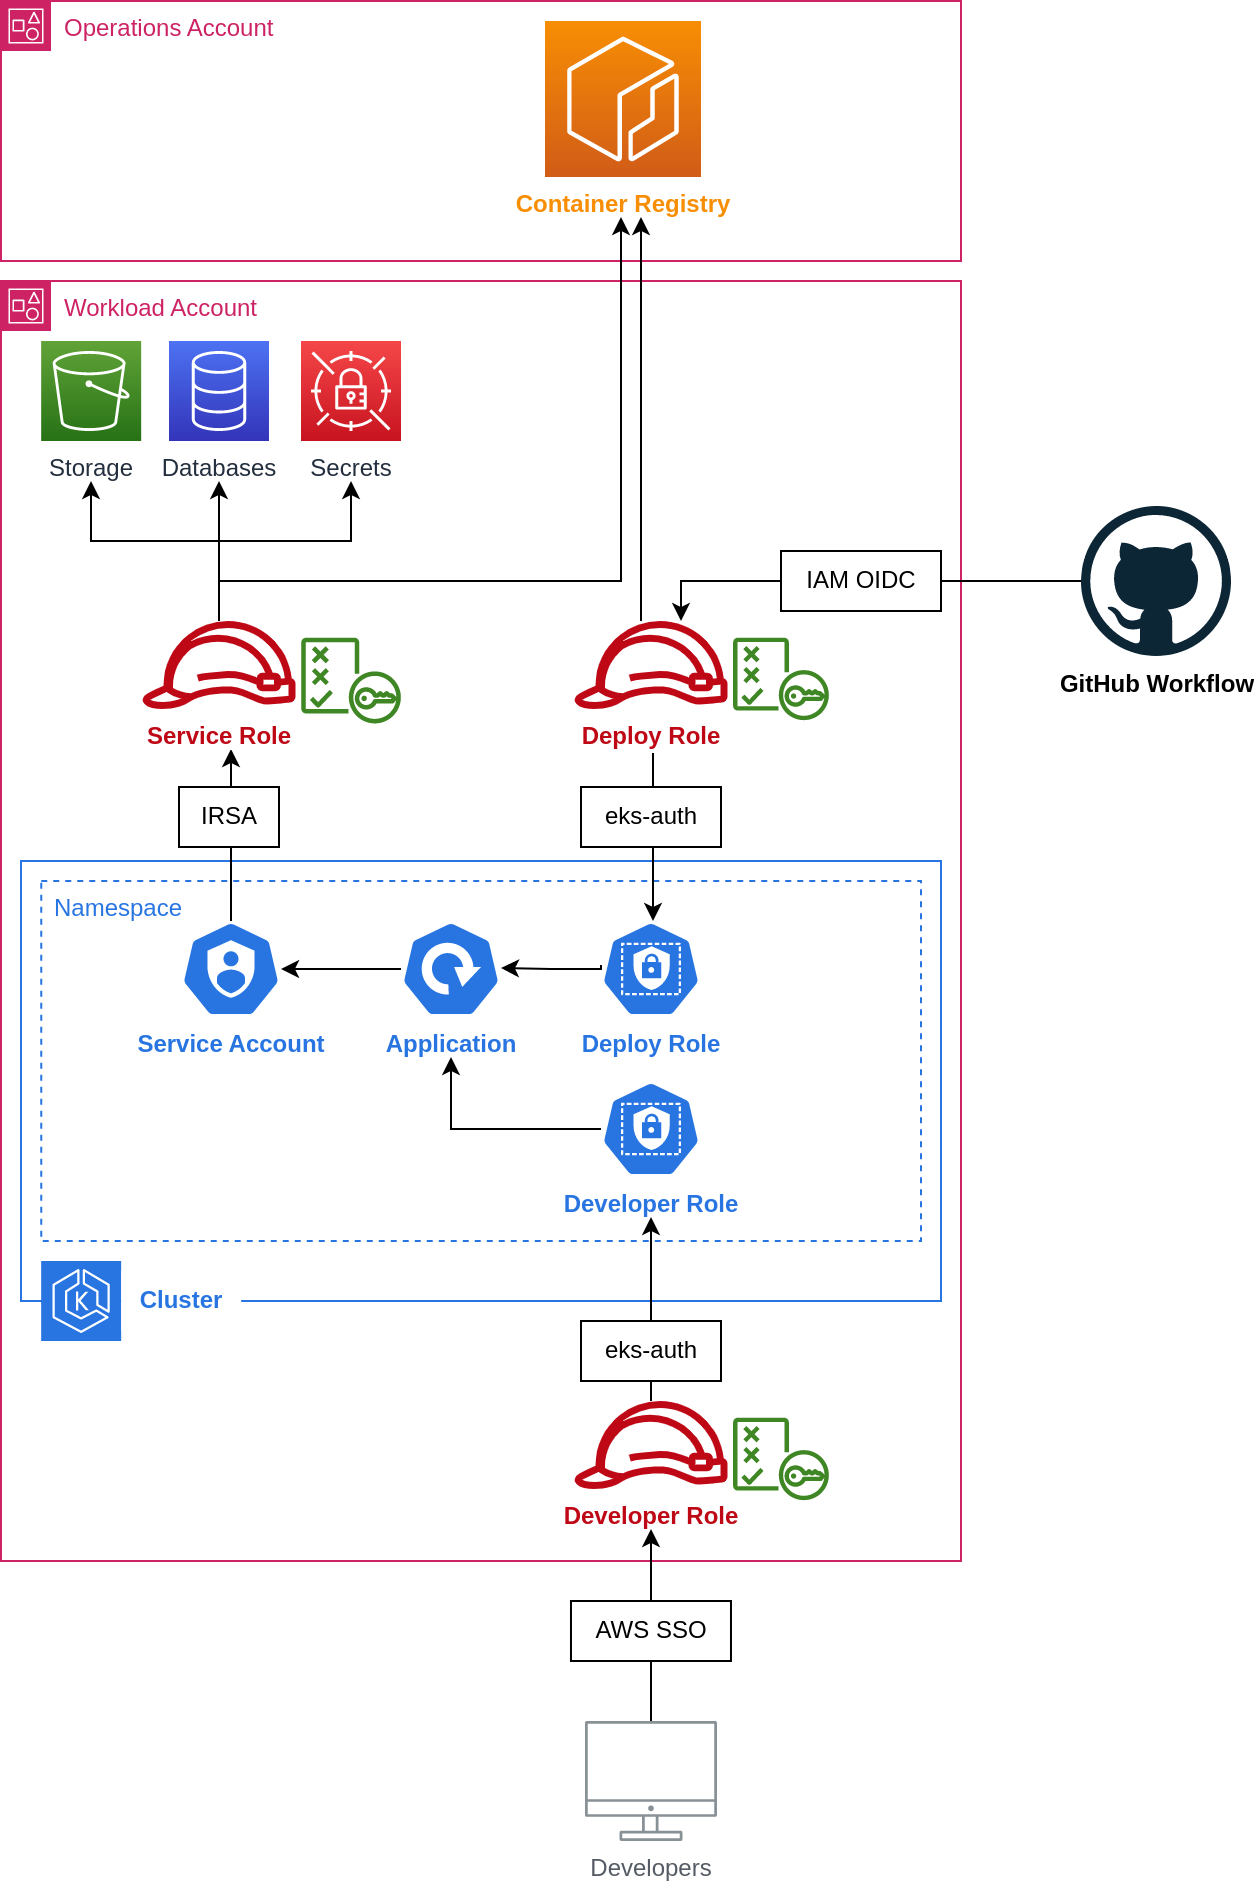 Operations Account
Container Registry
Workload Account
Storage
Databases
Secrets
IAM OIDC
GitHub Workflow
Service Role
Deploy Role
IRSA
eks-auth
Namespace
Service Account
Application
Deploy Role
Developer Role
K
Cluster
eks-auth
Developer Role
AWS SSO
Developers